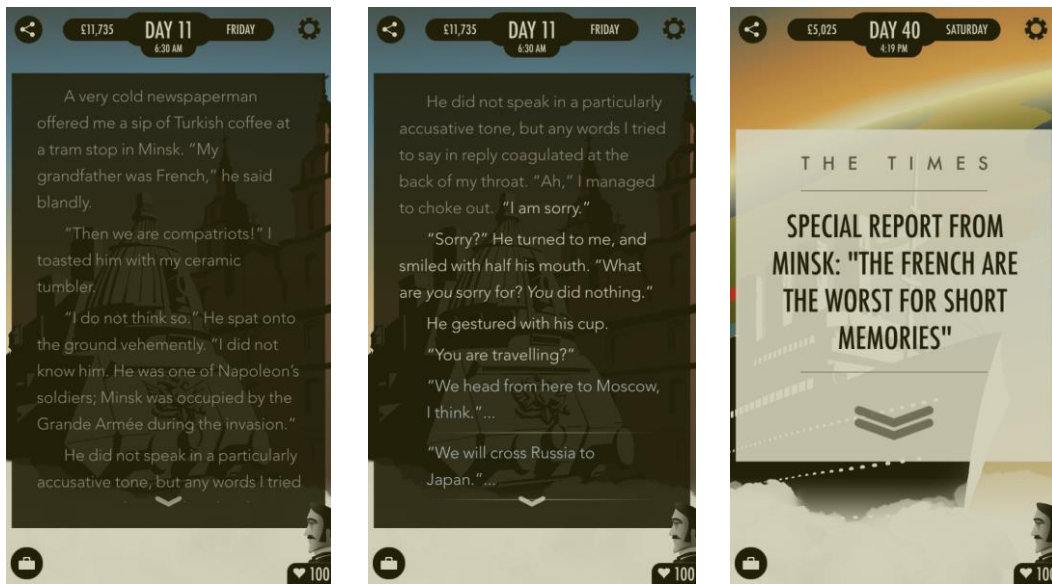 £11,735 DAY 11 FRIDAY
6:30 AM
A very cold newspaperman
offered me a sip of Turkish coffee at
a tram stop in Minsk. “My
grandfather was French,” he said
blandly.
“Then we are compatriots!” I
toasted him with my ceramic
tumbler.
“I do not think so.” He spat onto
the ground vehemently. “I did not
know him. He was one of Napoleon’s
soldiers; Minsk was occupied by the
Grande Armée during the invasion.”
He did not speak in a particularly
accusative tone, but any words I tried
100
£11,735 DAY 11 FRIDAY
6:30 AM
He did not speak in a particularly
accusative tone, but any words I tried
to say in reply coagulated at the
back of my throat. “Ah,” I managed
to choke out. “I am sorry.”
“Sorry?” He turned to me, and
smiled with half his mouth. “What
are you sorry for? You did nothing.”
He gestured with his cup.
“You are travelling?”
“We head from here to Moscow,
I think.”...
“We will cross Russia to
Japan.”...
100
£5,025 DAY 40 SATURDAY
4:19 PM
THE TIMES
SPECIAL REPORT FROM
MINSK: "THE FRENCH ARE
THE WORST FOR SHORT
MEMORIES"
100